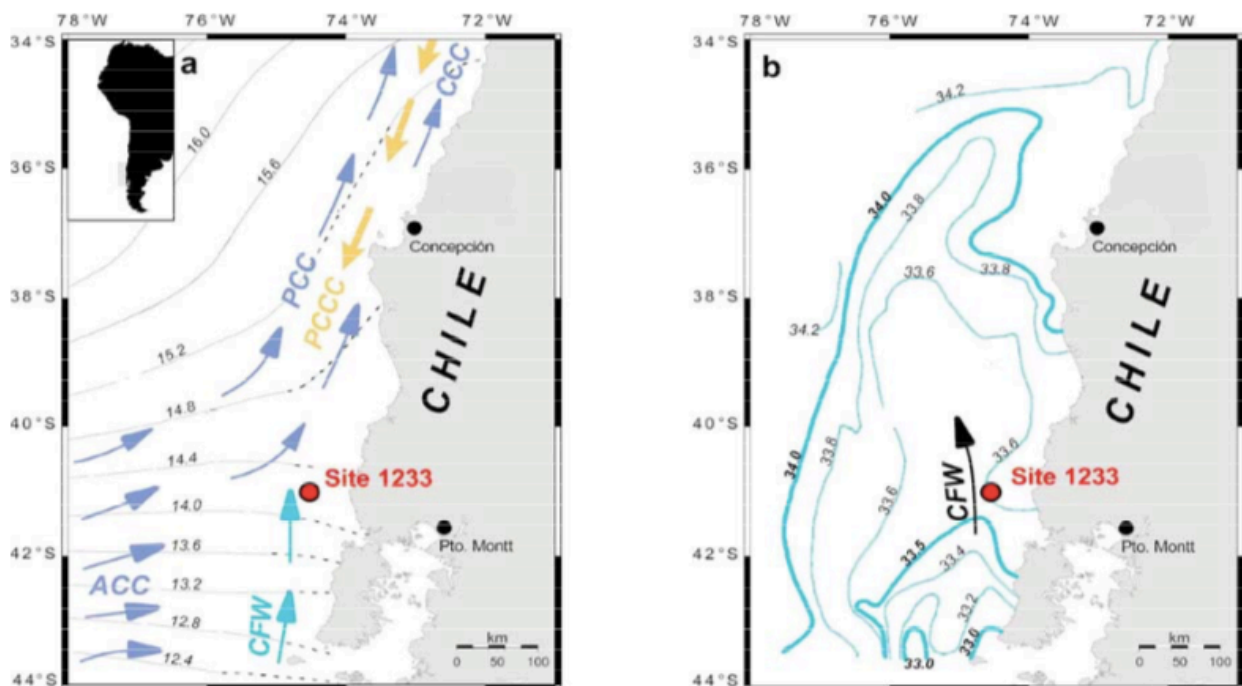 78°W 76°W 74°W 72°W
34°S
36°S
38°S
40°S
42°S
44°S
a
16.0
15.6
15.2
14.8
14.4
14.0
13.6
13.2
12.8
12.4
CCC
PCC
PCCC
ACC
CFW
Concepción
CHILE
Site 1233
Pto. Montt
km
0 50 100
78°W 76°W 74°W 72°W
34°S
36°S
38°S
40°S
42°S
44°S
b
34.2
34.0
33.8
33.6
33.8
34.2
34.0
33.8
33.6
33.6
33.5
33.4
33.2
33.0
33.0
CFW
Concepción
CHILE
Site 1233
Pto. Montt
km
0 50 100